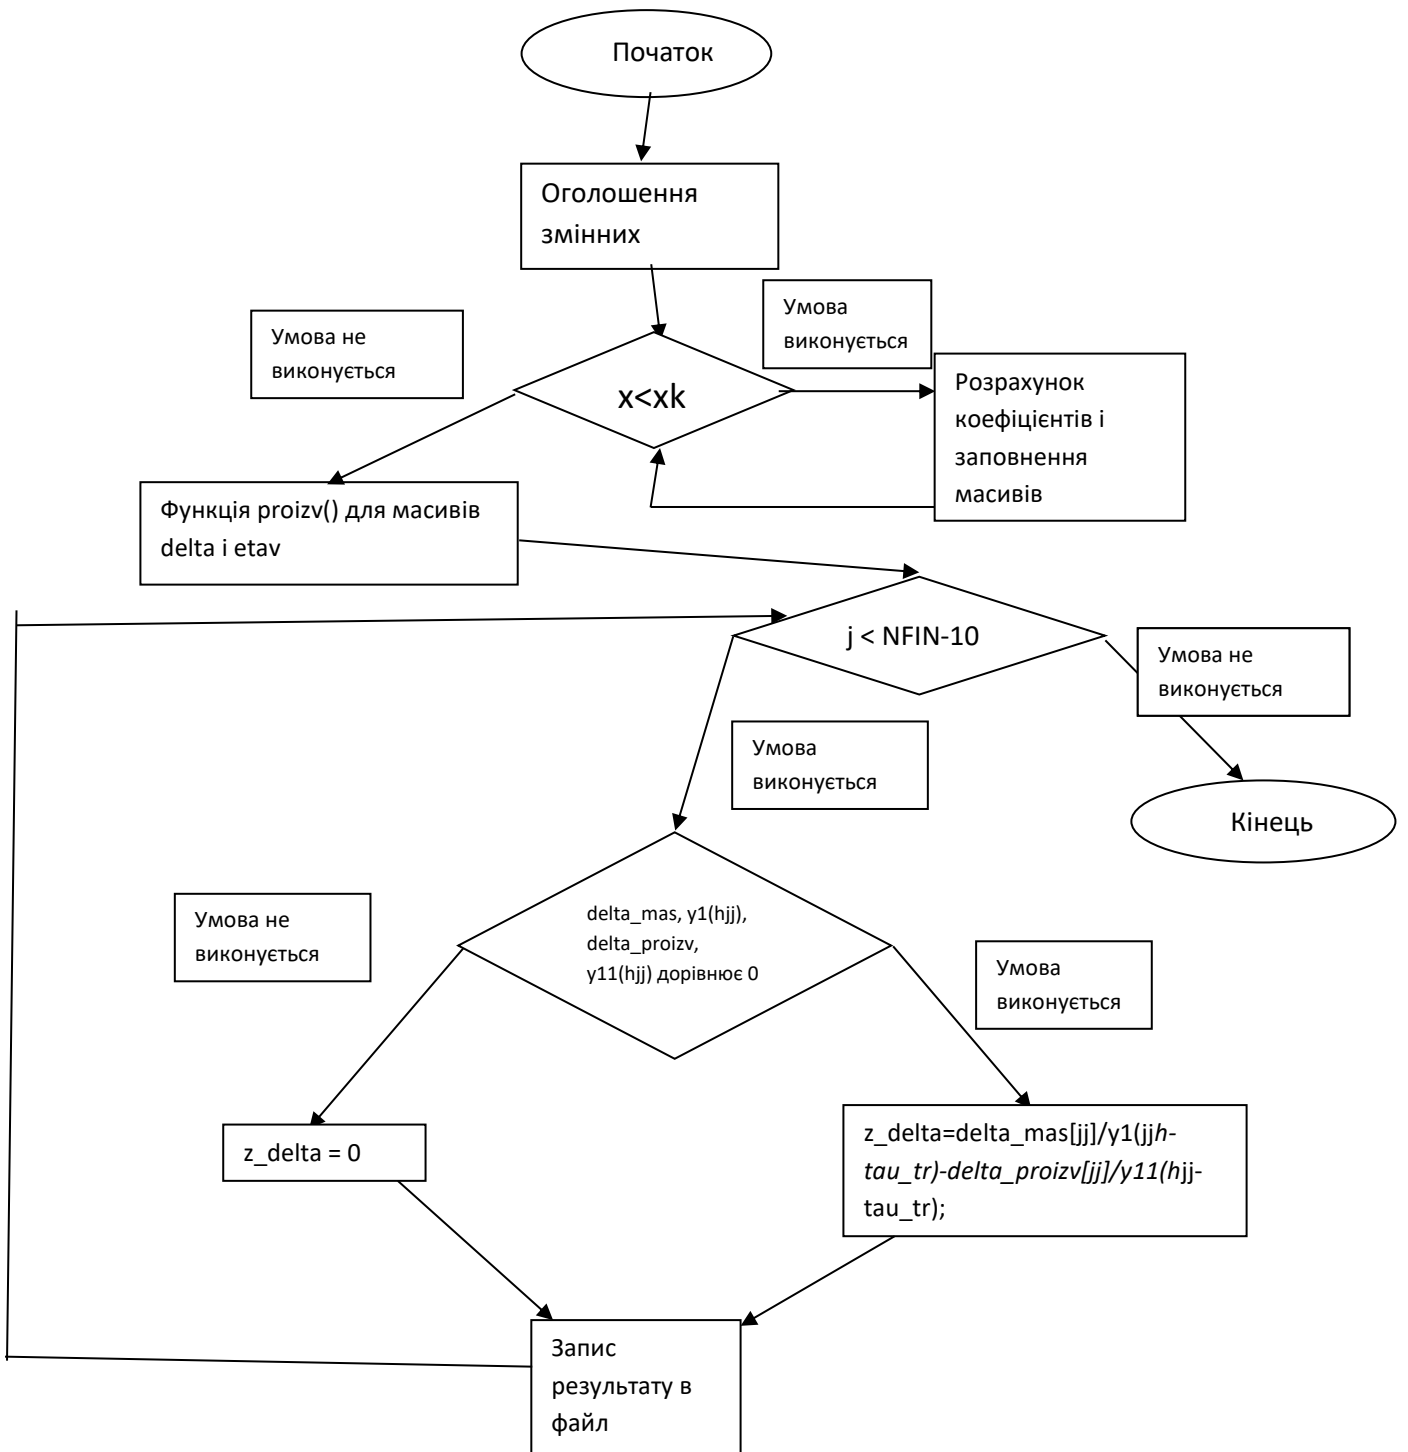 Початок
Оголошення
змінних
Умова
виконується
Умова не
виконується
x<xk
Розрахунок
коефіцієнтів і
заповнення
масивів
Функція proizv() для масивів
delta і etav
j < NFIN-10
Умова не
виконується
Умова
виконується
Кінець
Умова не
виконується
delta_mas, y1(hjj),
delta_proizv,
y11(hjj) дорівнює 0
Умова
виконується
z_delta = 0
z_delta=delta_mas[jj]/y1(jjh-
tau_tr)-delta_proizv[jj]/y11(hjj-
tau_tr);
Запис
результату в
файл